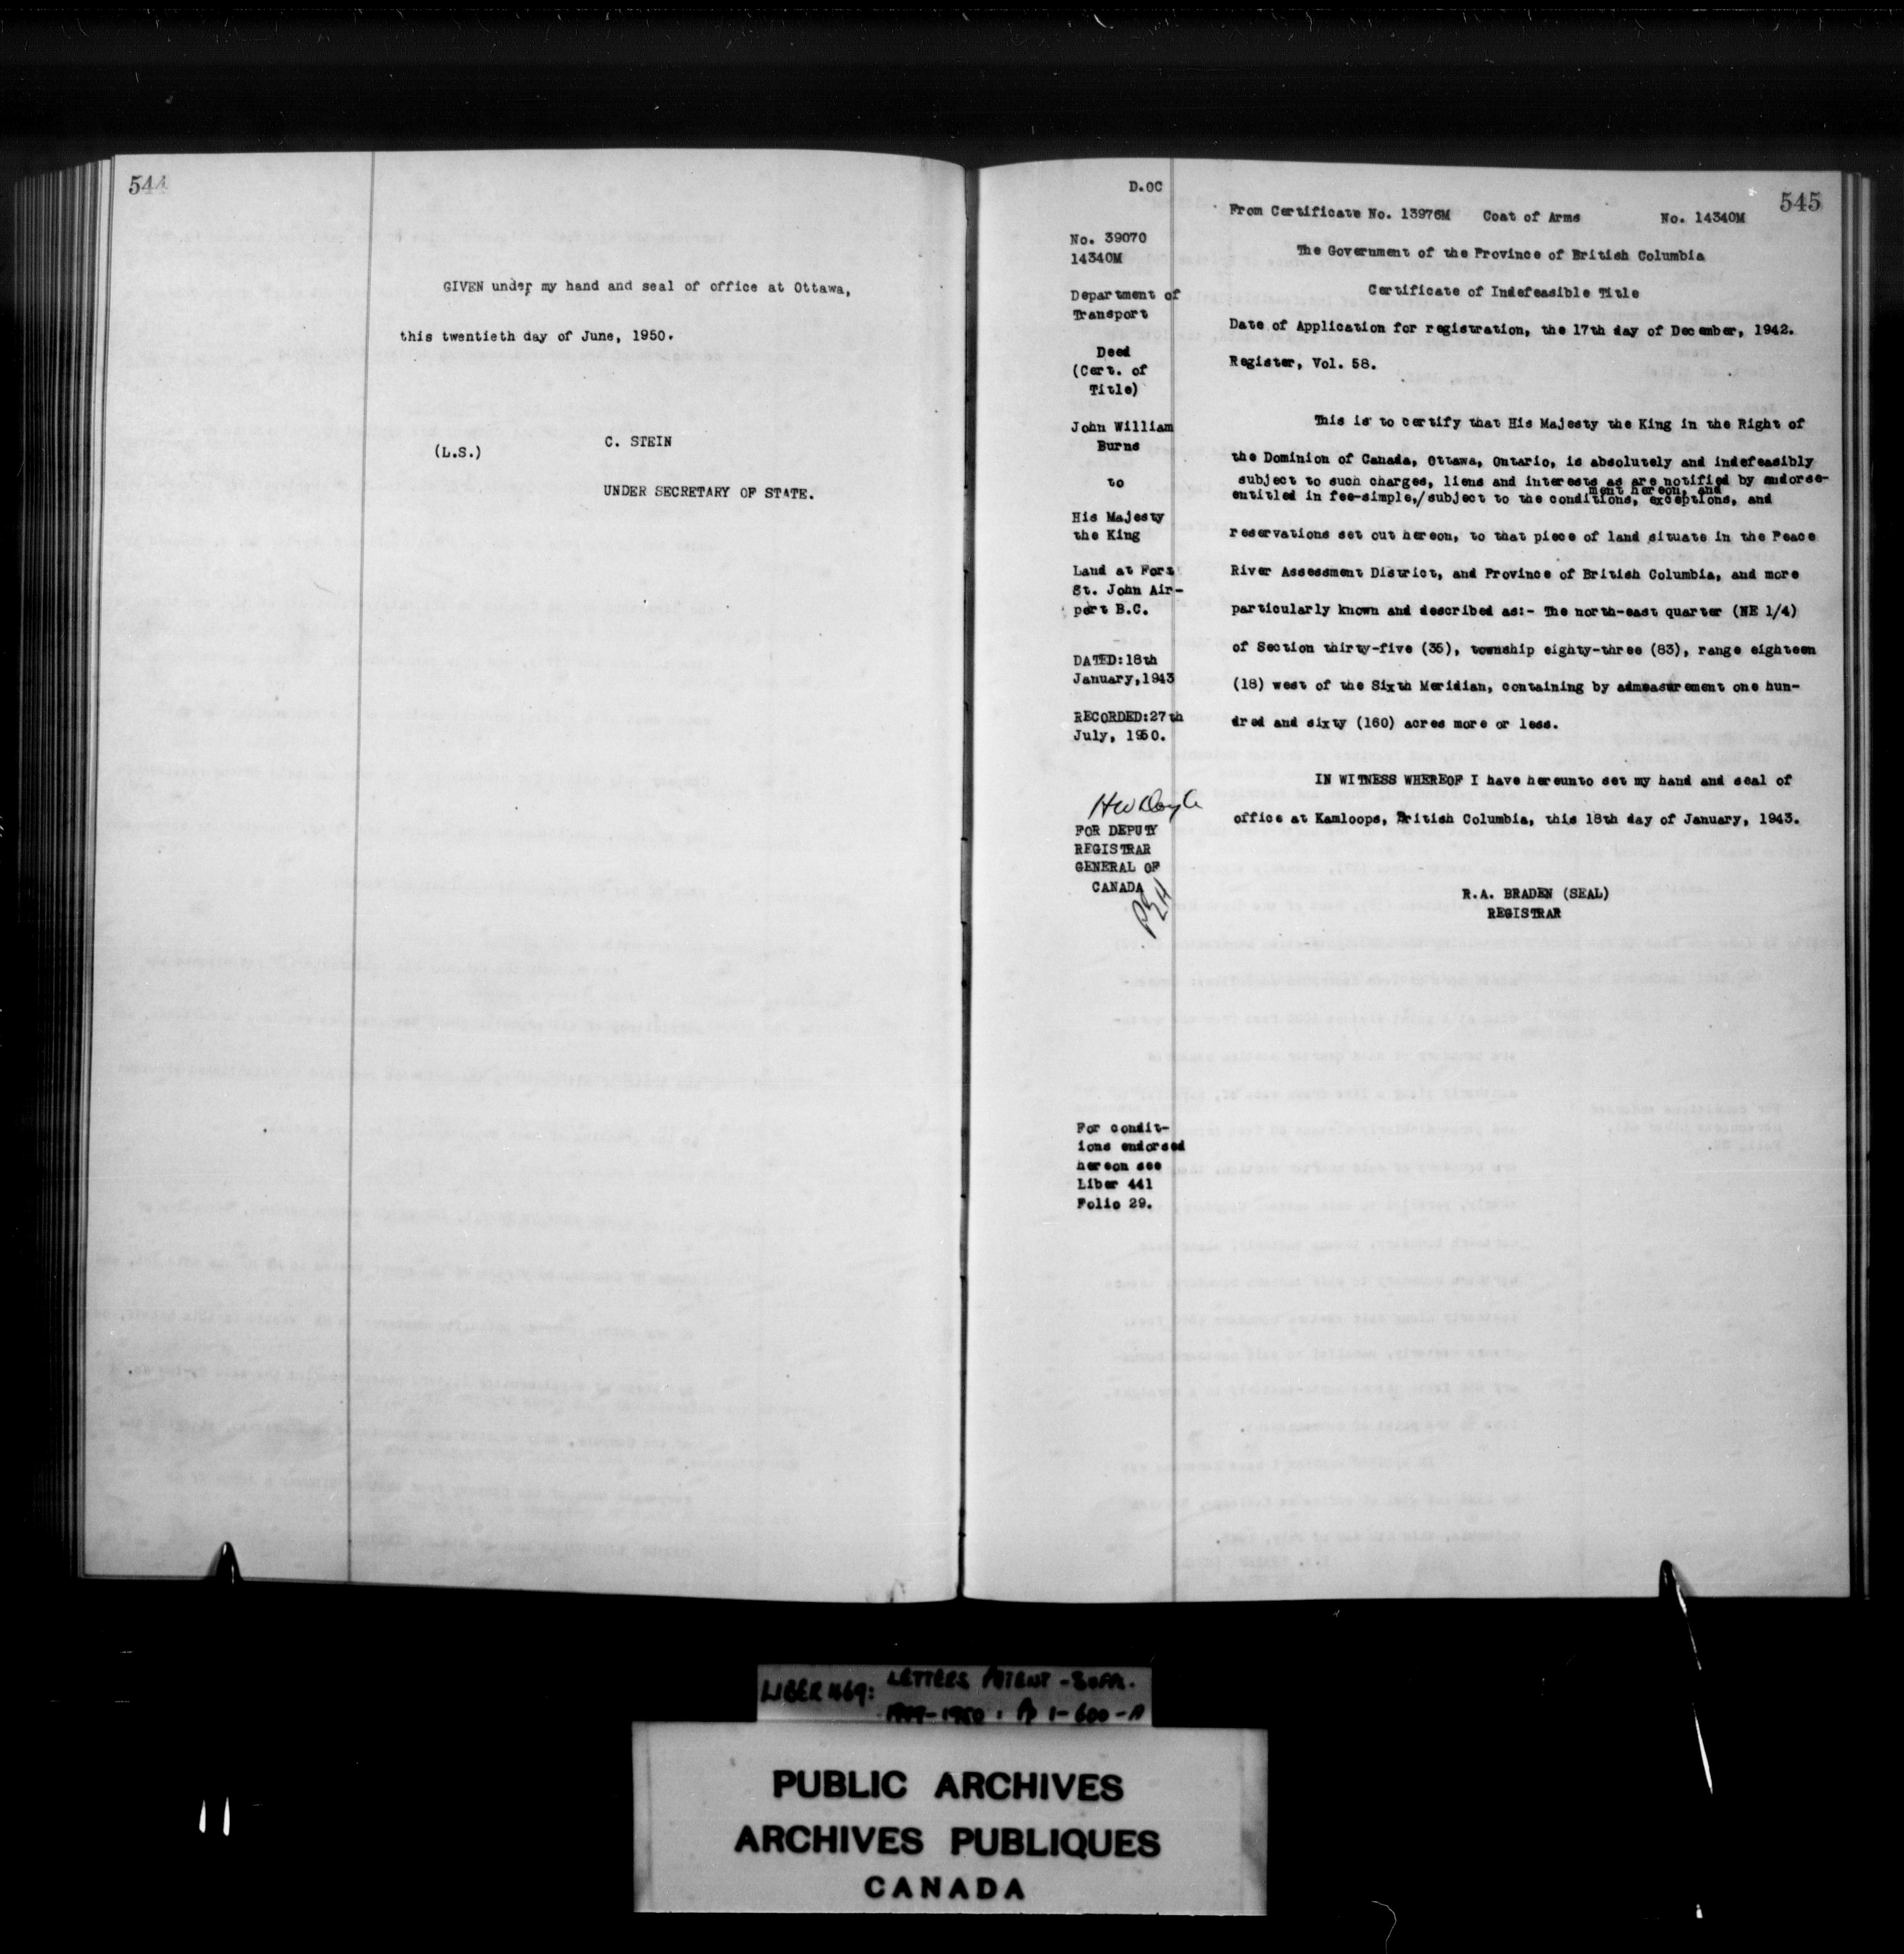 544
GIVEN under my hand and seal of office at Ottawa,
this twentieth day of June, 1950.
(L.S.)
C. STEIN
UNDER SECRETARY OF STATE.
D.OC
545
From Certificate No. 13976M Coat of Arms No. 14340M
The Government of the Province of British Columbia
Certificate of Indefeasible Title
Date of Application for registration, the 17th day of December, 1942.
Register, Vol. 58.
This is to certify that His Majesty the King in the Right of
the Dominion of Canada, Ottawa, Ontario, is absolutely and indefeasibly
subject to such charges, liens and interests as are notified by endorse-
ment hereon, and
entitled in fee-simple,/subject to the conditions, exceptions, and
reservations set out hereon, to that piece of land situate in the Peace
River Assessment District, and Province of British Columbia, and more
particularly known and described as:- The north-east quarter (NE 1/4)
of Section thirty-five (35), township eighty-three (83), range eighteen
(18) west of the Sixth Meridian, containing by admeasurement one hun-
dred and sixty (160) acres more or less.
IN WITNESS WHEREOF I have hereunto set my hand and seal of
office at Kamloops, British Columbia, this 18th day of January, 1943.
R.A. BRADEN (SEAL)
REGISTRAR
No. 39070
14340M
Department of
Transport
Deed
(Cert. of
Title)
John William
Burns
to
His Majesty
the King
Land at Fort
St. John Air-
port B.C.
DATED:18th
January,1943
RECORDED:27th
July, 1950.
HW Doyle
FOR DEPUTY
REGISTRAR
GENERAL OF
CANADA
For condit-
ions endorsed
hereon see
Liber 441
Folio 29.
LIBER 469: LETTERS PATENT
1949-1950: Pp 1-600-A
PUBLIC ARCHIVES
ARCHIVES PUBLIQUES
CANADA